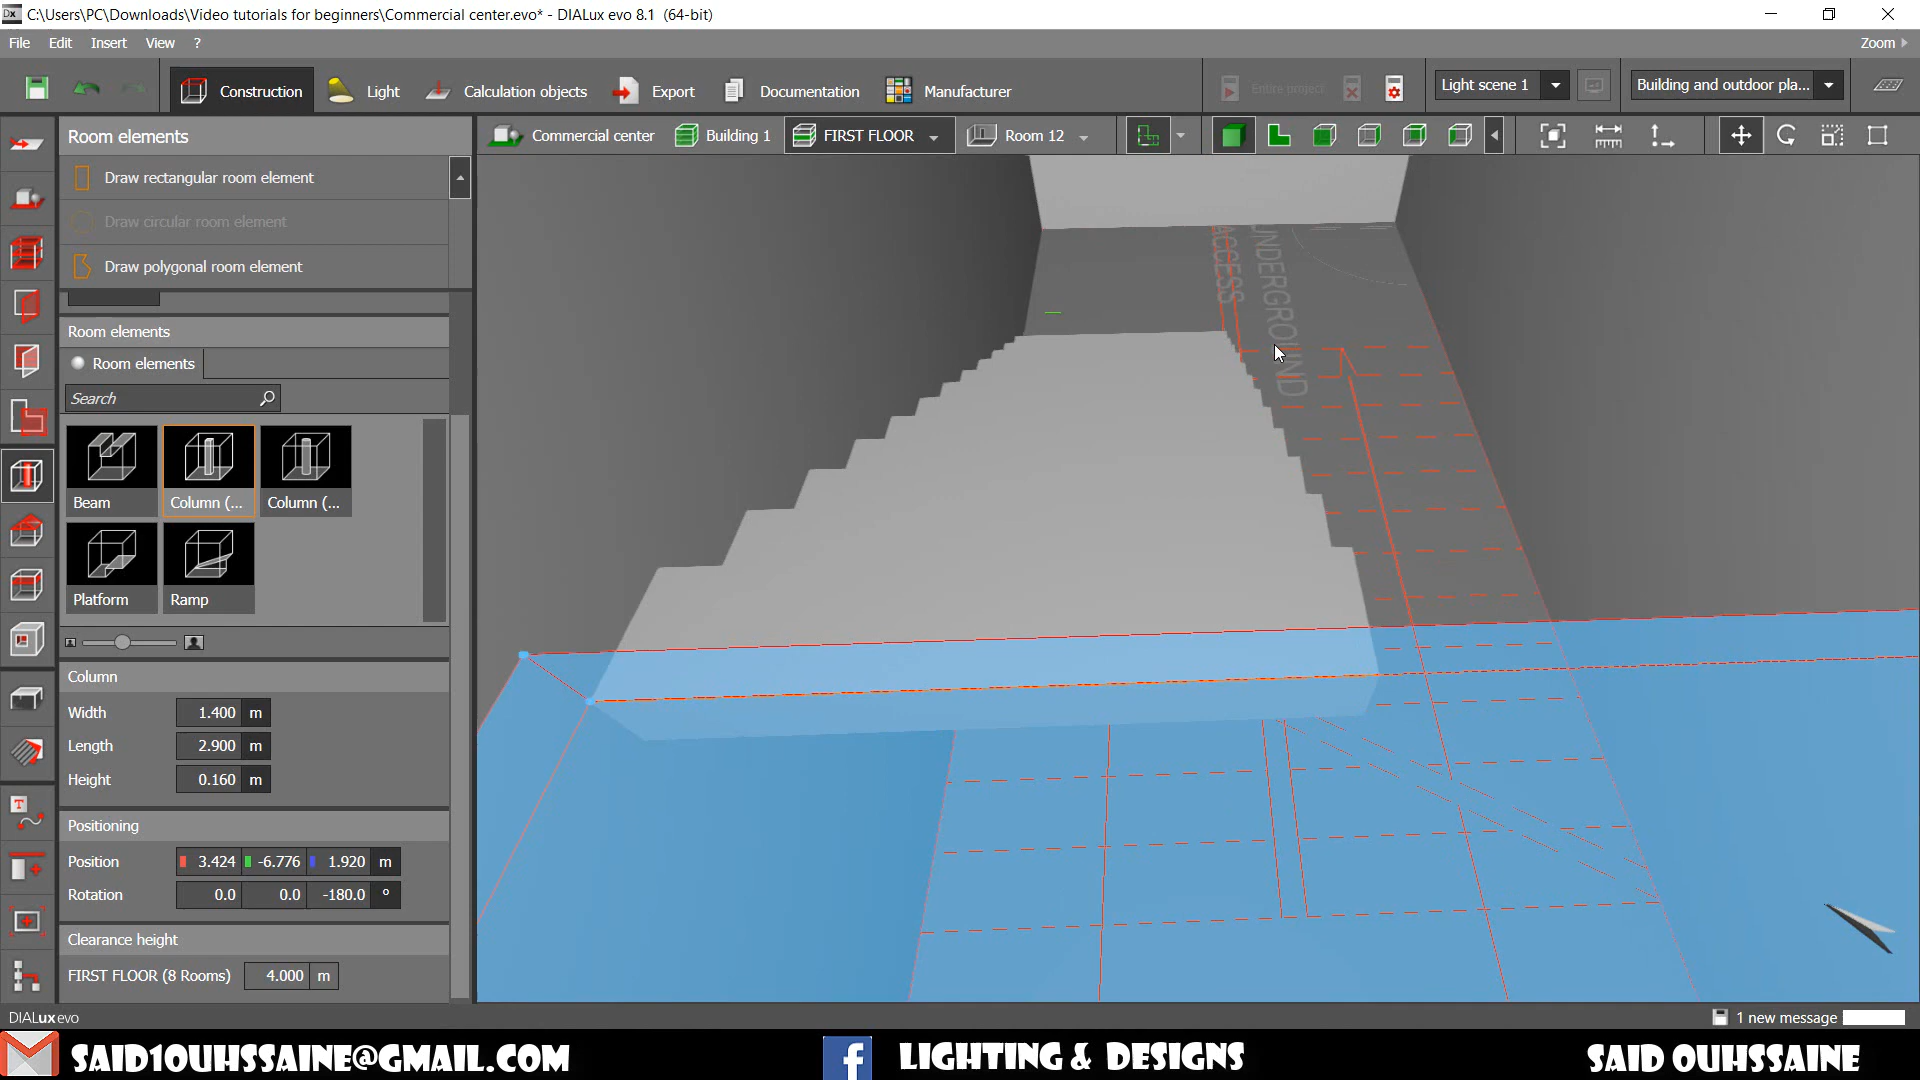 C:\Users\PC\Downloads\Video tutorials for beginners\Commercial center.evo* - DIALux evo 8.1  (64-bit)
File Edit Insert View ?
Zoom
Construction Light Calculation objects Export Documentation Manufacturer
Entire project
Light scene 1
Building and outdoor pla...
Room elements
Commercial center Building 1 FIRST FLOOR Room 12
Draw rectangular room element
Draw circular room element
Draw polygonal room element
Room elements
Room elements
Search
Beam
Column (...
Column (...
Platform
Ramp
Column
Width 1.400 m
Length 2.900 m
Height 0.160 m
Positioning
Position 3.424 -6.776 1.920 m
Rotation 0.0 0.0 -180.0 °
Clearance height
FIRST FLOOR (8 Rooms) 4.000 m
UNDERGROUND
ACCESS
DIALux evo
1 new message
SAID1OUHSSAINE@GMAIL.COM
LIGHTING & DESIGNS
SAID OUHSSAINE